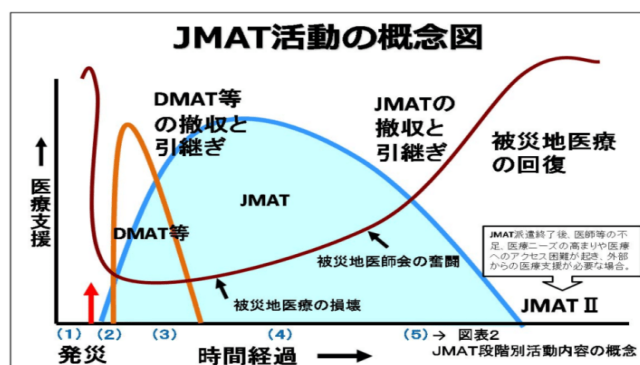 JMAT活動の概念図
DMAT等
の撤収と
引継ぎ
JMATの
撤収と
引継ぎ
被災地医療
の回復
↑医療支援
JMAT
DMAT等
被災地医師会の奮闘
被災地医療の損壊
JMAT派遣終了後、医師等の不
足、医療ニーズの高まりや医療
へのアクセス困難が起き、外部
からの医療支援が必要な場合。
JMATⅡ
(1) (2) (3) (4) (5)→ 図表2
発災 時間経過 → JMAT段階別活動内容の概念